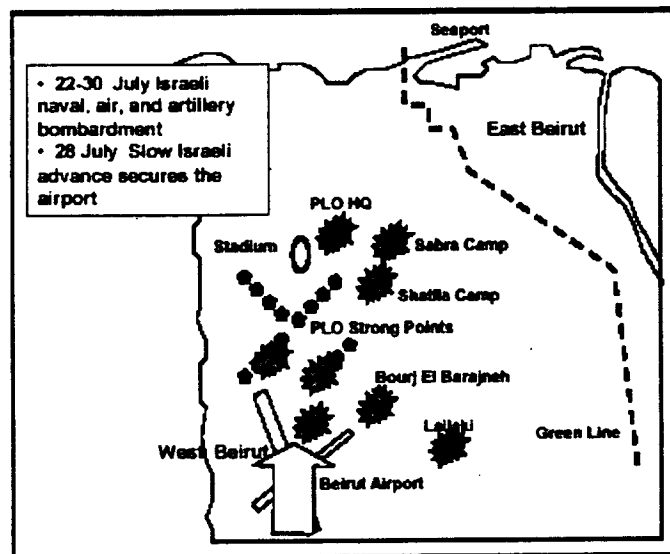 Seaport
• 22-30 July Israeli
naval, air, and artillery
bombardment
• 28 July Slow Israeli
advance secures the
airport
East Beirut
PLO HQ
Stadium
Sabra Camp
Shatila Camp
PLO Strong Points
Bourj El Barajneh
Lailaki
Green Line
West Beirut
Beirut Airport